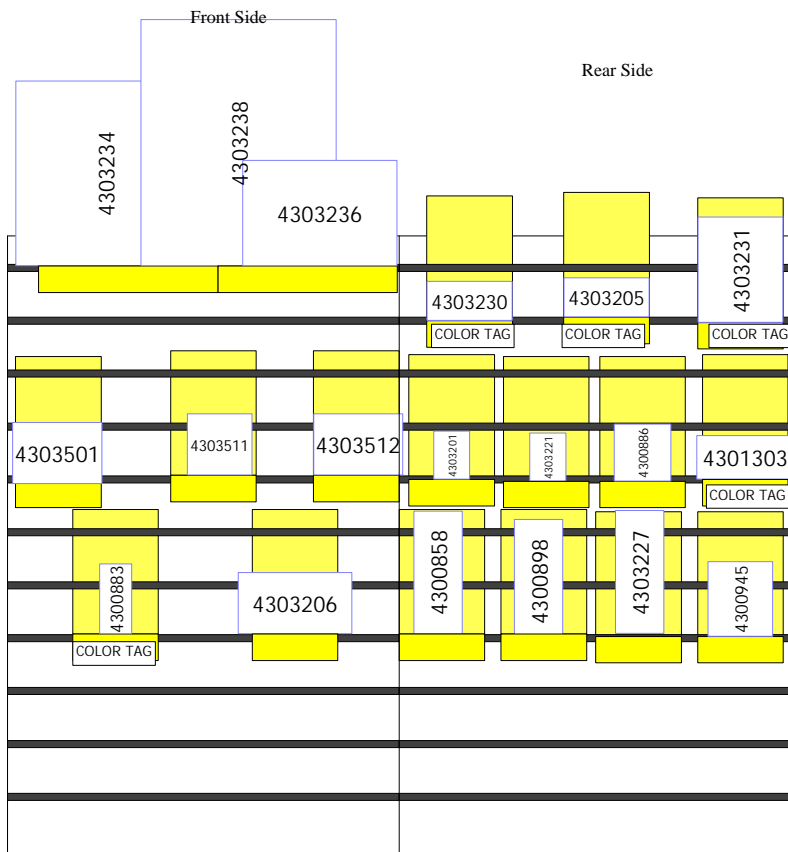 Front Side
Rear Side
4303234
4303238
4303236
4303230
4303205
4303231
COLOR TAG
COLOR TAG
COLOR TAG
4303501
4303511
4303512
4303201
4303221
4300886
4301303
COLOR TAG
4300883
4303206
4300858
4300898
4303227
4300945
COLOR TAG